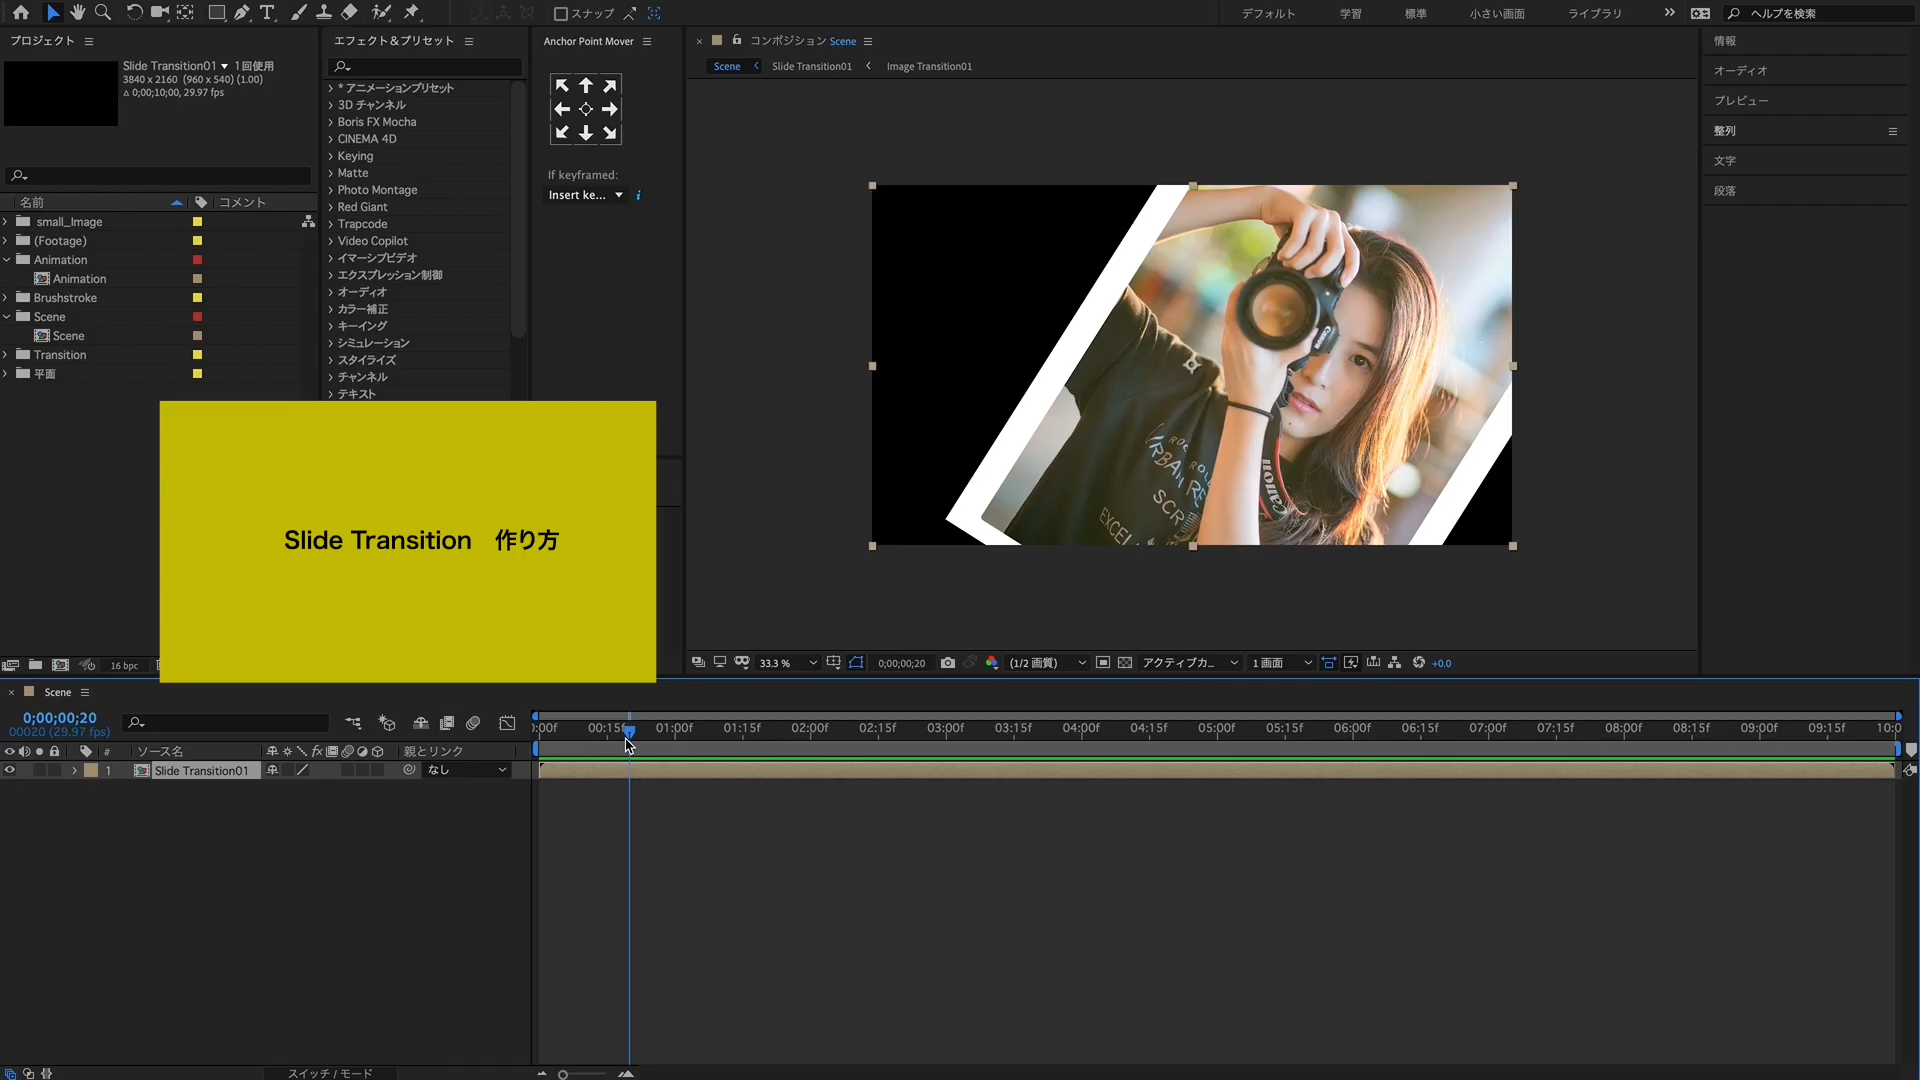 スナップ
デフォルト
学習
標準
小さい画面
ライブラリ
ヘルプを検索
プロジェクト
Slide Transition01 ▼ 1回使用
3840 x 2160 (960 x 540) (1.00)
Δ 0;00;10;00, 29.97 fps
名前
コメント
small_Image
(Footage)
Animation
Animation
Brushstroke
Scene
Scene
Transition
平面
16 bpc
エフェクト＆プリセット
* アニメーションプリセット
3D チャンネル
Boris FX Mocha
CINEMA 4D
Keying
Matte
Photo Montage
Red Giant
Trapcode
Video Copilot
イマーシブビデオ
エクスプレッション制御
オーディオ
カラー補正
キーイング
シミュレーション
スタイライズ
チャンネル
テキスト
Anchor Point Mover
If keyframed:
Insert ke...
コンポジション Scene
Scene
Slide Transition01
Image Transition01
Canon
Canon
ROC
URBAN RE
ROL
SCR
EXCEL
33.3 %
0;00;00;20
(1/2 画質)
アクティブカ...
1 画面
+0.0
情報
オーディオ
プレビュー
整列
文字
段落
Slide Transition 作り方
Scene
0;00;00;20
00020 (29.97 fps)
:00f 00:15f 01:00f 01:15f 02:00f 02:15f 03:00f 03:15f 04:00f 04:15f 05:00f 05:15f 06:00f 06:15f 07:00f 07:15f 08:00f 08:15f 09:00f 09:15f 10:0
# ソース名 fx 親とリンク
1 Slide Transition01 なし
スイッチ / モード